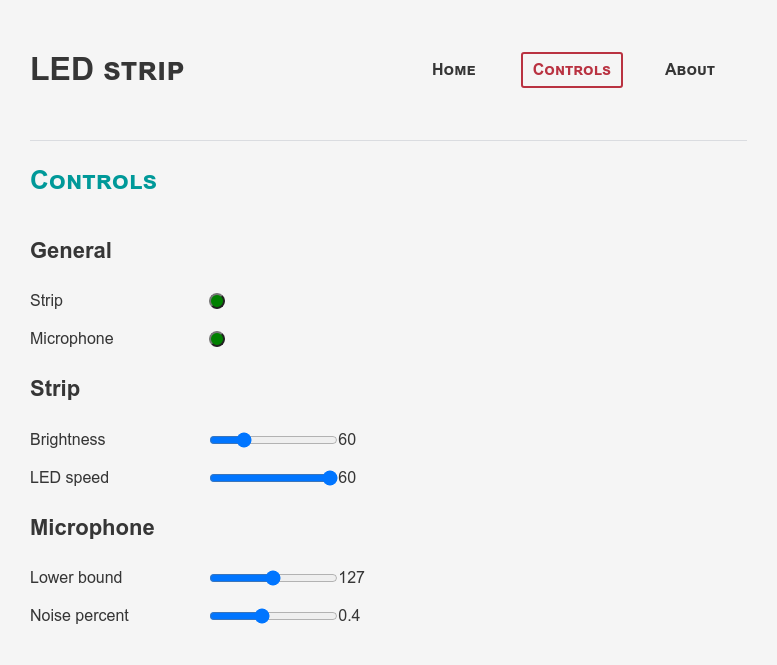 LED STRIP
HOME CONTROLS ABOUT
CONTROLS
General
Strip
Microphone
Strip
Brightness 60
LED speed 60
Microphone
Lower bound 127
Noise percent 0.4